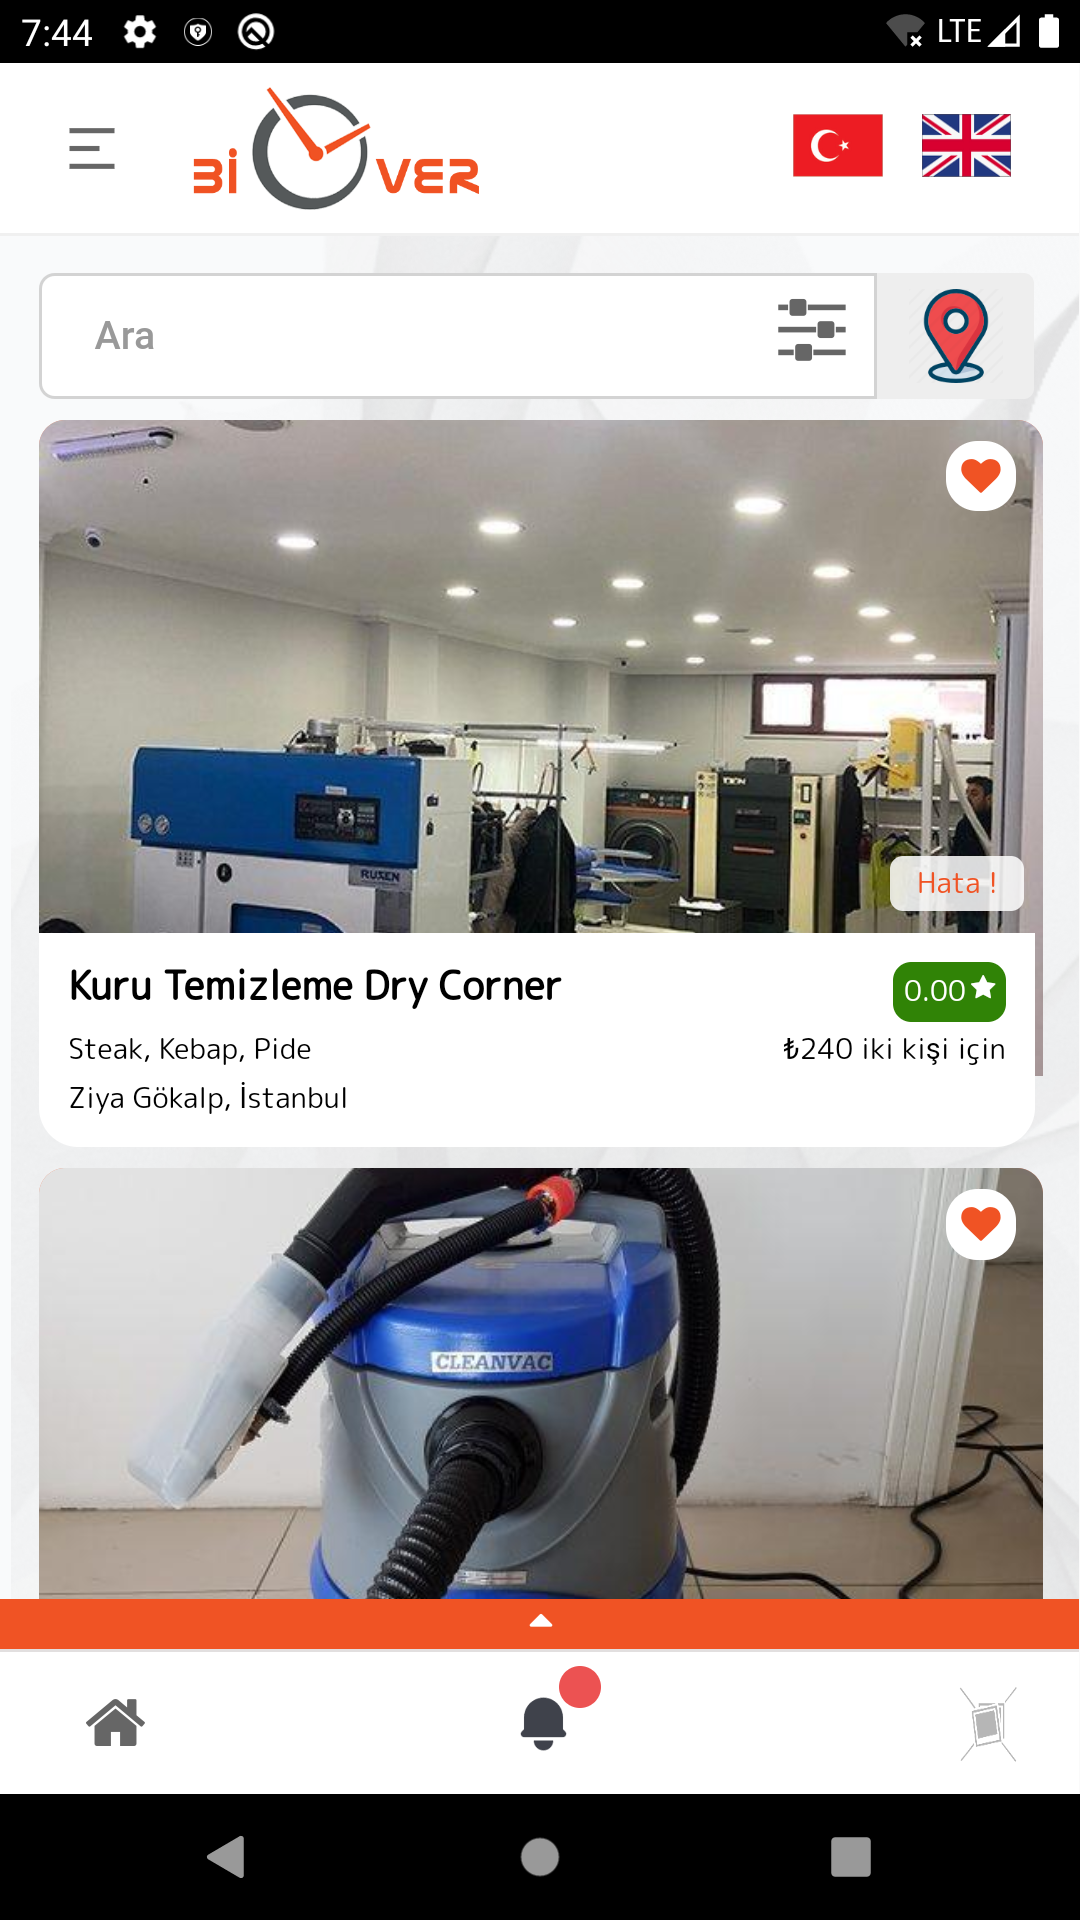 7:44
LTE
Bi VER
Ara
TOLON
RUXEN
Hata !
Kuru Temizleme Dry Corner
0.00
Steak, Kebap, Pide
₺240 iki kişi için
Ziya Gökalp, İstanbul
CLEANVAC